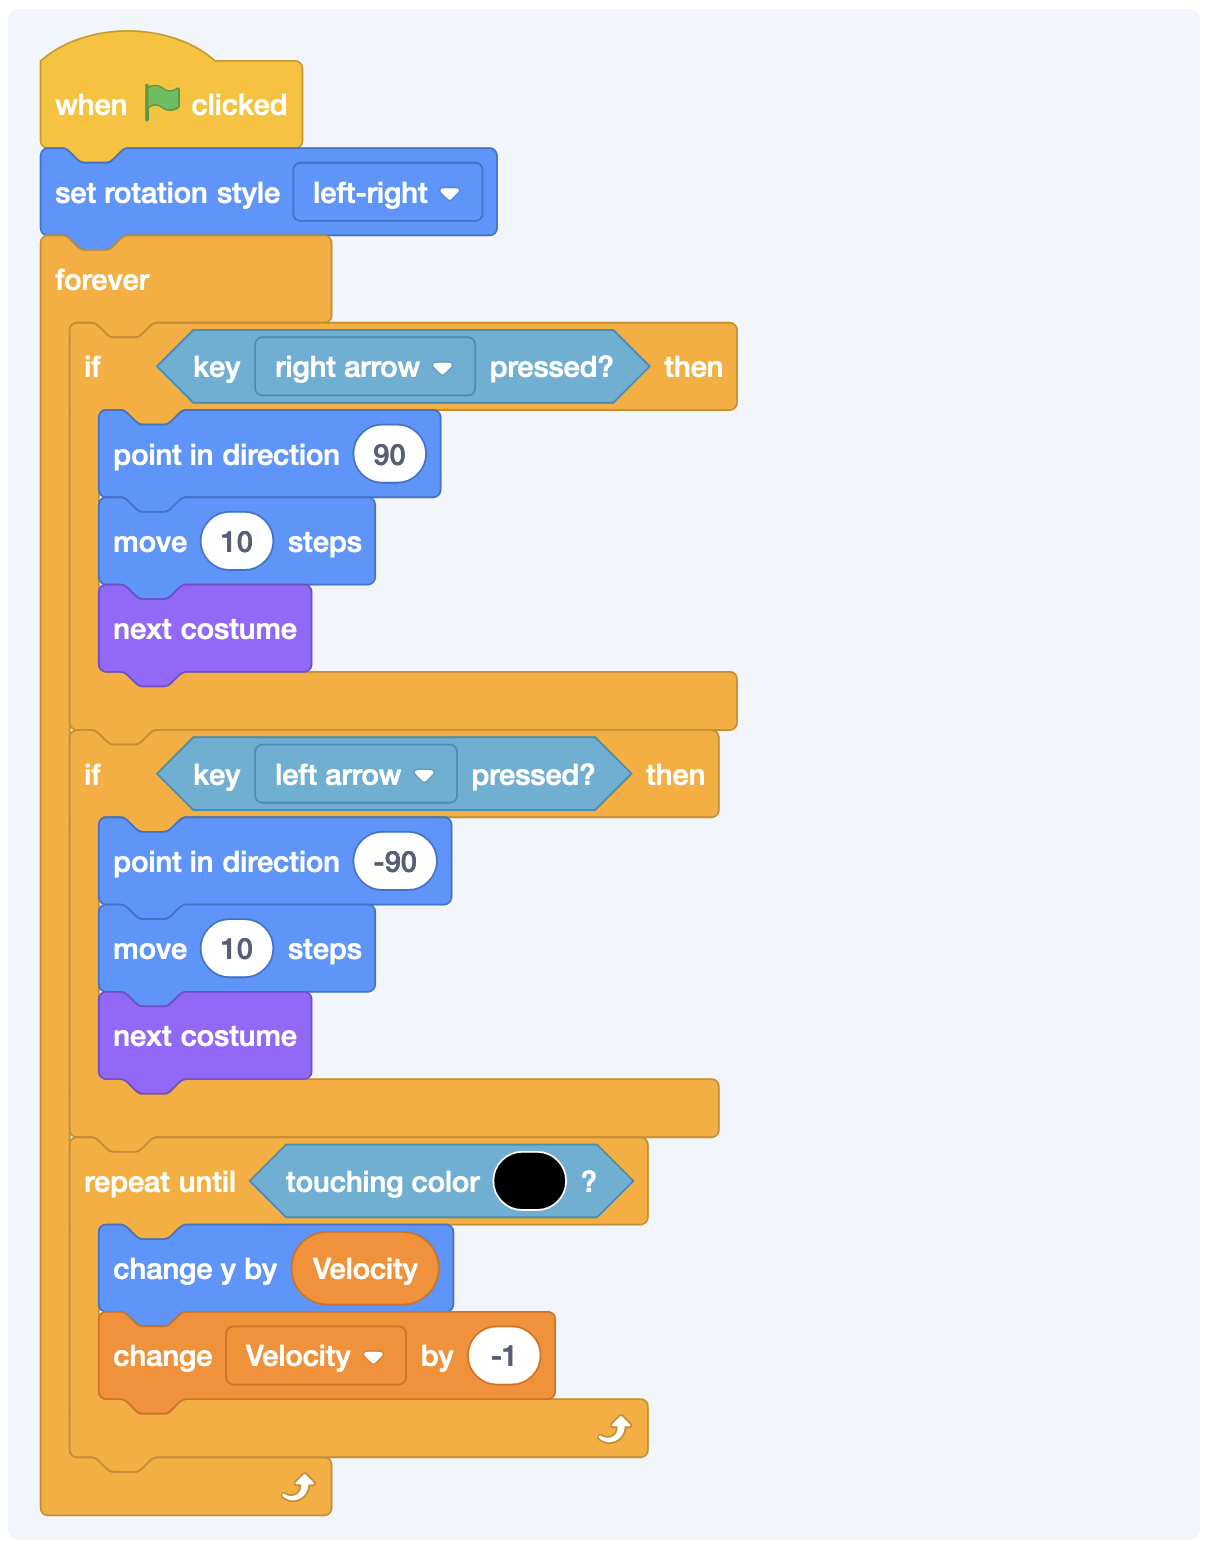 when clicked
set rotation style left-right
forever
if key right arrow pressed? then
point in direction 90
move 10 steps
next costume
if key left arrow pressed? then
point in direction -90
move 10 steps
next costume
repeat until touching color ?
change y by Velocity
change Velocity by -1